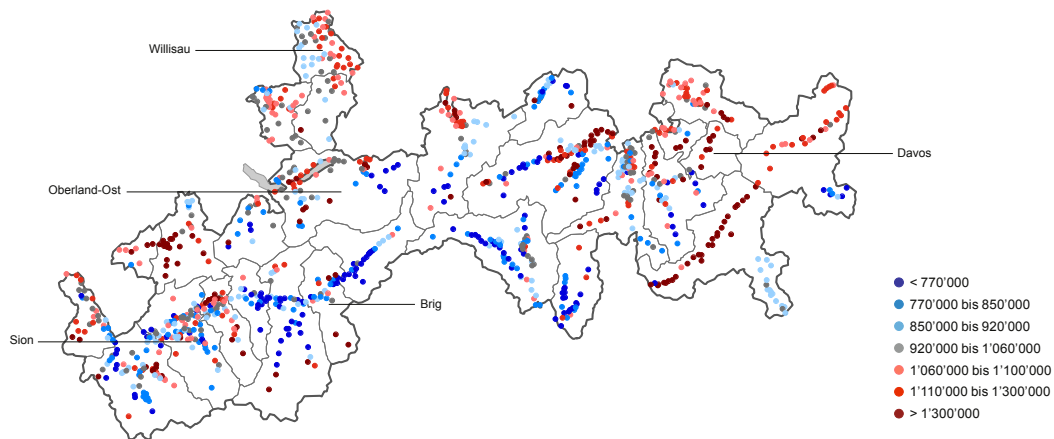 Willisau
Davos
Oberland-Ost
< 770’000
770’000 bis 850’000
850’000 bis 920’000
920’000 bis 1’060’000
1’060’000 bis 1’100’000
1’110’000 bis 1’300’000
> 1’300’000
Brig
Sion